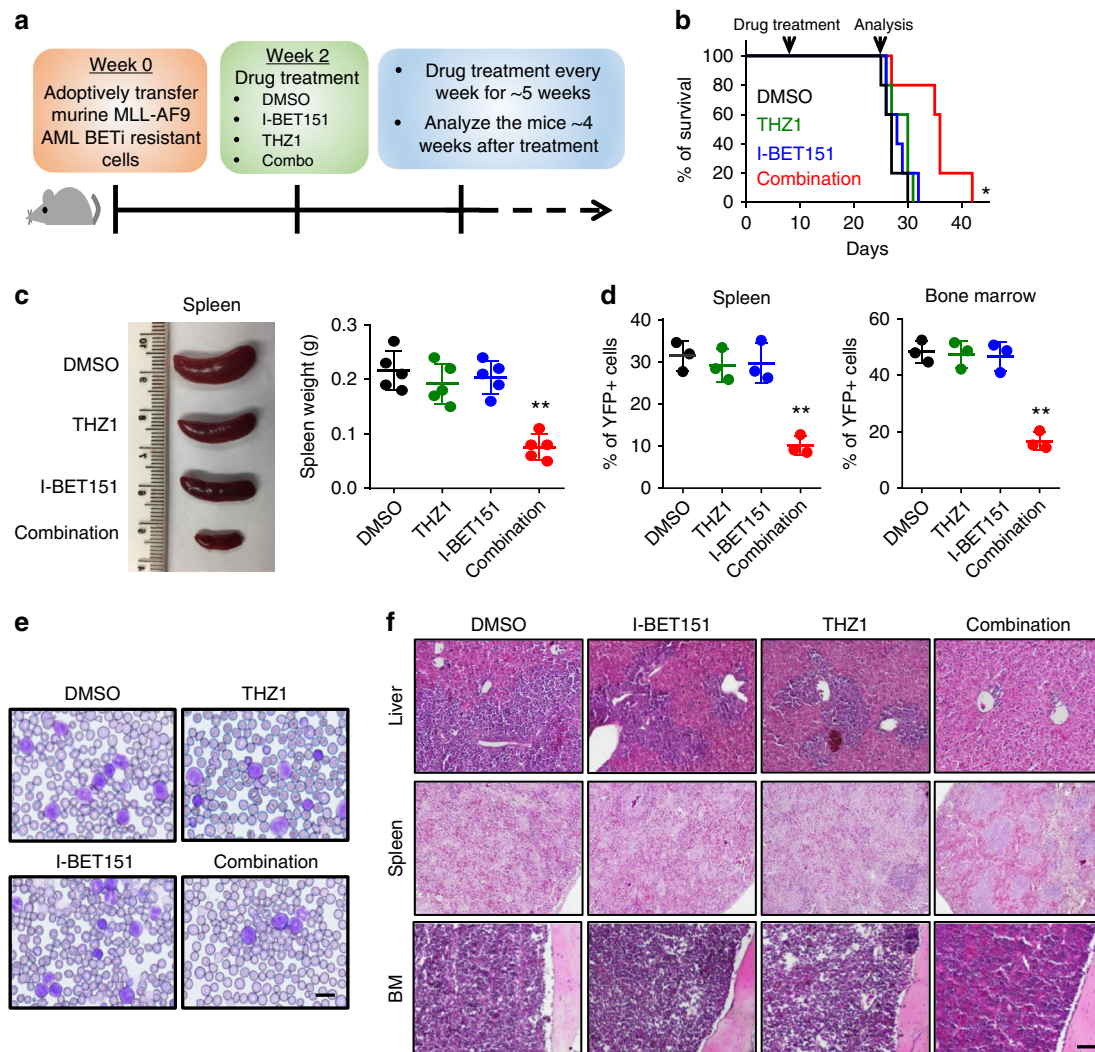 a
Week 0
Adoptively transfer
murine MLL-AF9
AML BETi resistant
cells
Week 2
Drug treatment
• DMSO
• I-BET151
• THZ1
• Combo
• Drug treatment every
week for ~5 weeks
• Analyze the mice ~4
weeks after treatment
b
Drug treatment Analysis
% of survival
100
80
60
40
20
0
DMSO
THZ1
I-BET151
Combination
*
0 20 30 40
Days
c
Spleen
DMSO
THZ1
I-BET151
Combination
Spleen weight (g)
0.3
0.2
0.1
0.0
**
DMSO
THZ1
I-BET151
Combination
d
Spleen
% of YFP+ cells
40
30
20
10
0
**
DMSO
THZ1
I-BET151
Combination
Bone marrow
% of YFP+ cells
60
40
20
0
**
DMSO
THZ1
I-BET151
Combination
e
DMSO THZ1
I-BET151 Combination
f
DMSO I-BET151 THZ1 Combination
Liver
Spleen
BM